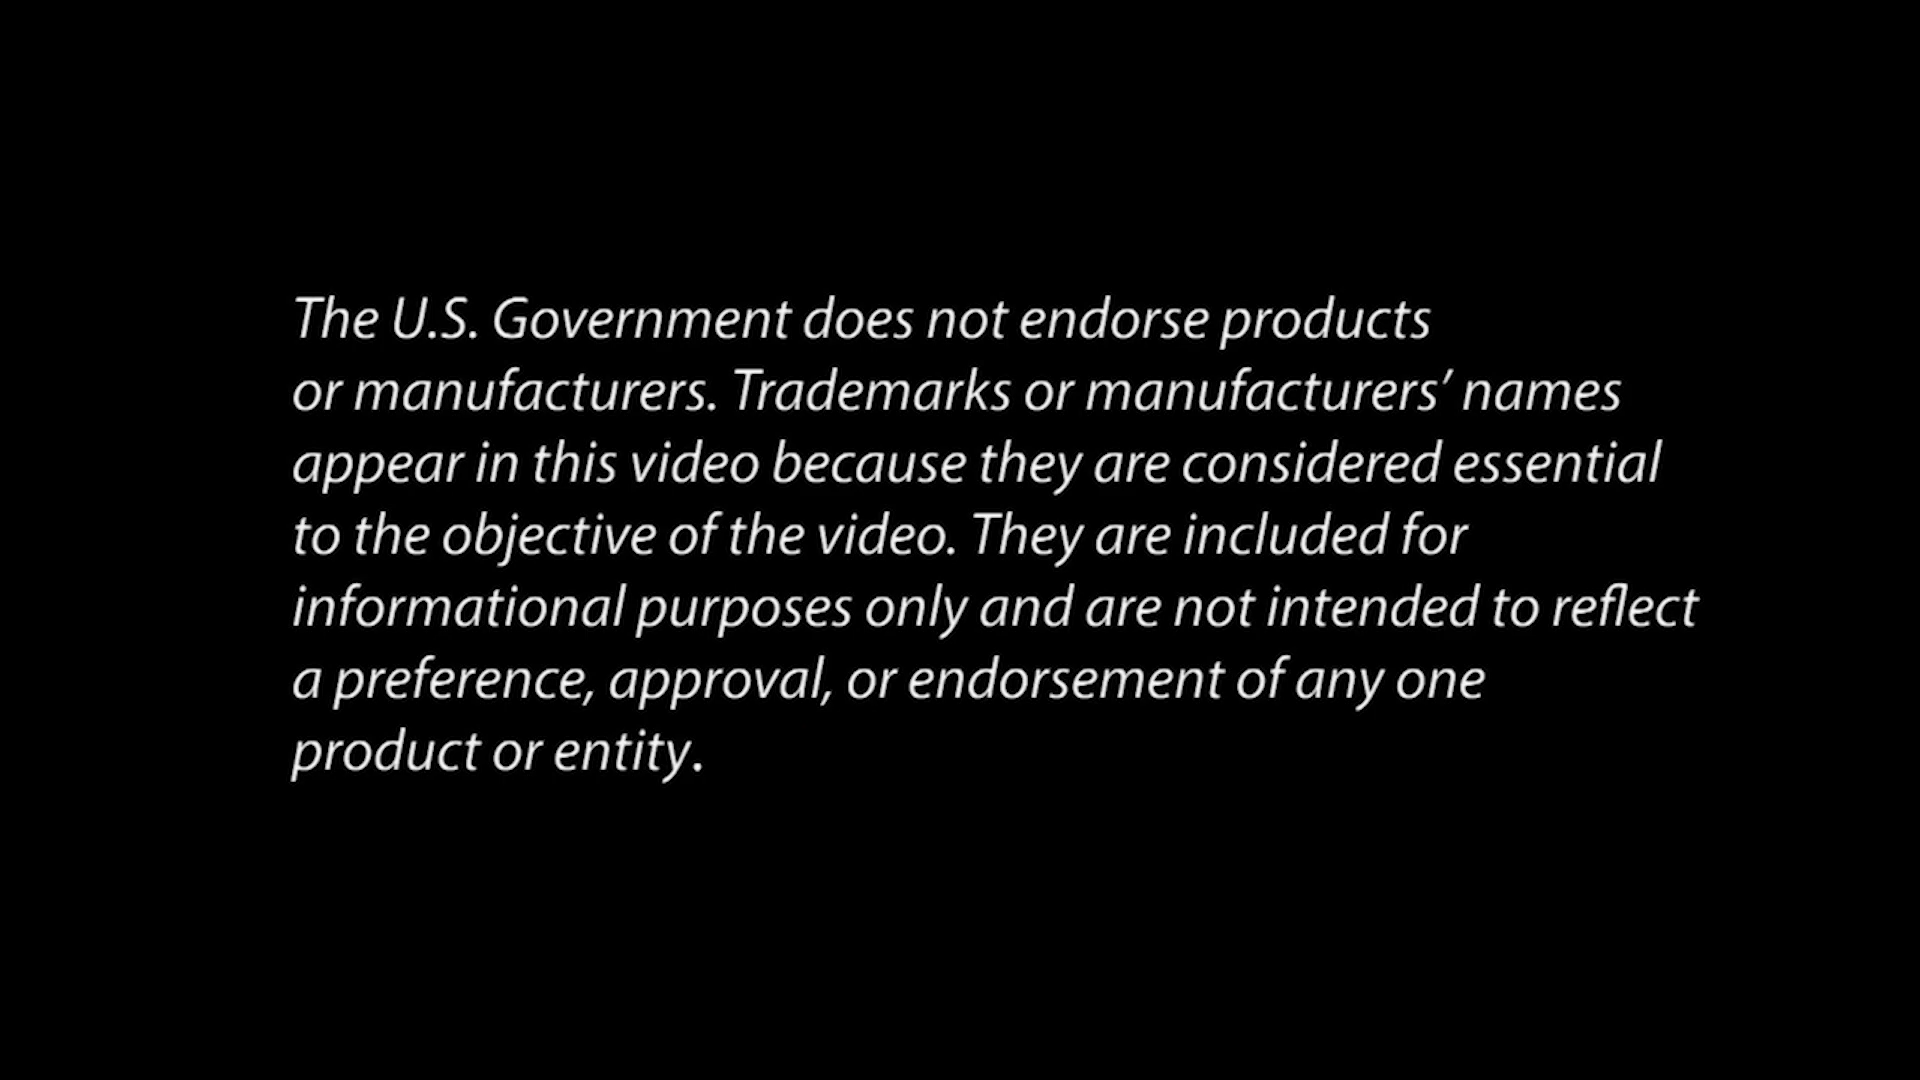 The U.S. Government does not endorse products
or manufacturers. Trademarks or manufacturers’ names
appear in this video because they are considered essential
to the objective of the video. They are included for
informational purposes only and are not intended to reflect
a preference, approval, or endorsement of any one
product or entity.